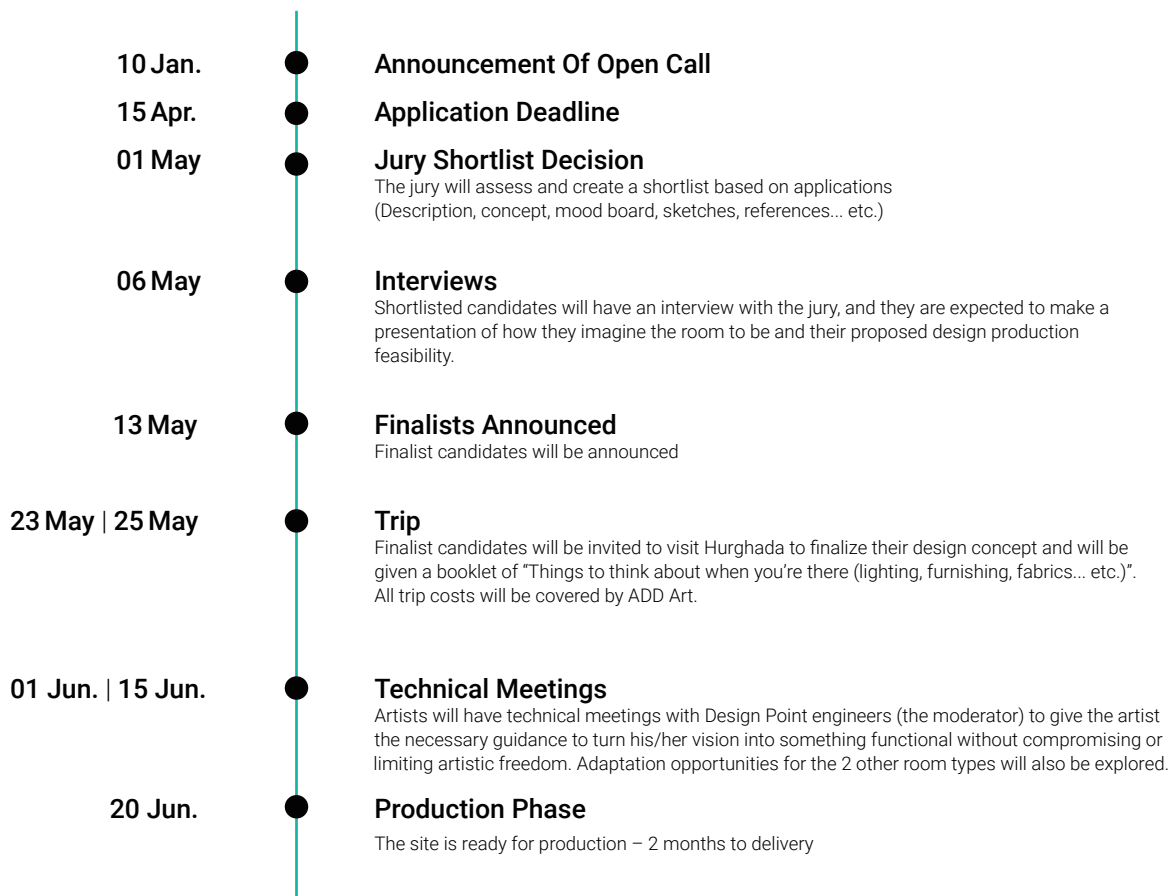 10 Jan. Announcement Of Open Call
15 Apr. Application Deadline
01 May Jury Shortlist Decision
The jury will assess and create a shortlist based on applications
(Description, concept, mood board, sketches, references... etc.)
06 May Interviews
Shortlisted candidates will have an interview with the jury, and they are expected to make a
presentation of how they imagine the room to be and their proposed design production
feasibility.
13 May Finalists Announced
Finalist candidates will be announced
23 May | 25 May Trip
Finalist candidates will be invited to visit Hurghada to finalize their design concept and will be
given a booklet of “Things to think about when you’re there (lighting, furnishing, fabrics... etc.)”.
All trip costs will be covered by ADD Art.
01 Jun. | 15 Jun. Technical Meetings
Artists will have technical meetings with Design Point engineers (the moderator) to give the artist
the necessary guidance to turn his/her vision into something functional without compromising or
limiting artistic freedom. Adaptation opportunities for the 2 other room types will also be explored.
20 Jun. Production Phase
The site is ready for production – 2 months to delivery